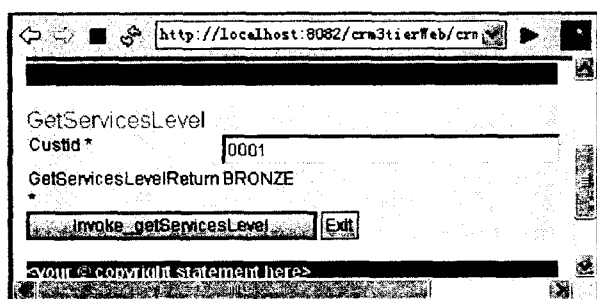 http://localhost:8082/crm3tierWeb/crm
GetServicesLevel
Custid * 0001
GetServicesLevelReturn BRONZE
*
Invoke_getServicesLevel Exit
<your © copyright statement here>